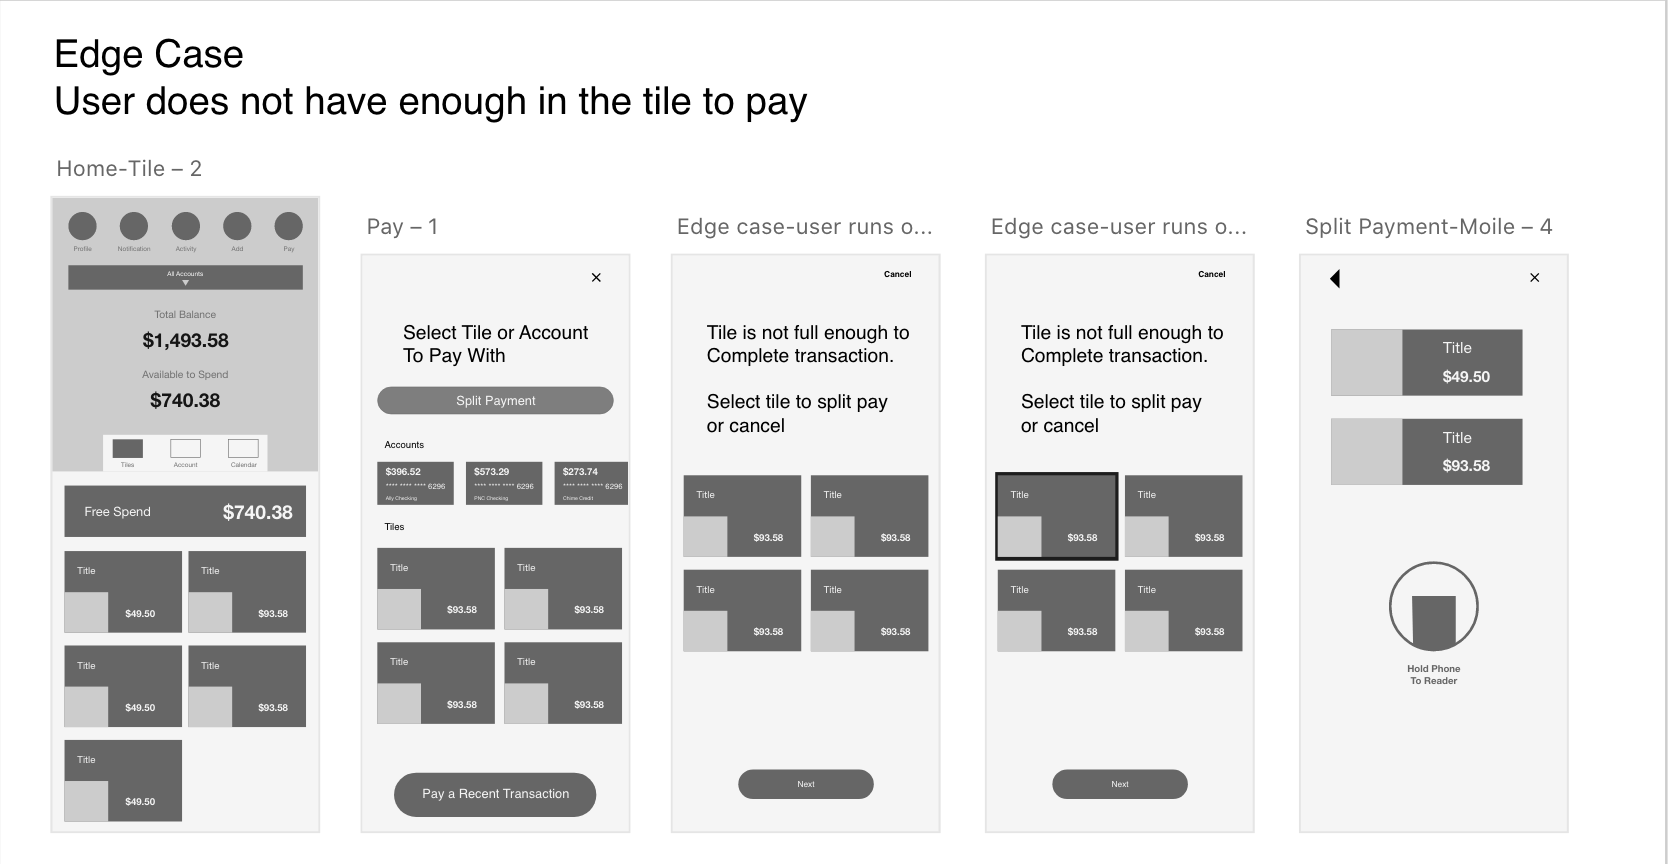 Edge Case
User does not have enough in the tile to pay
Home-Tile – 2
Profile Notification Activity Add Pay
All Accounts
Total Balance
$1,493.58
Available to Spend
$740.38
Tiles Account Calendar
Free Spend $740.38
Title Title
$49.50 $93.58
Title Title
$49.50 $93.58
Title
$49.50
Pay – 1
×
Select Tile or Account
To Pay With
Split Payment
Accounts
$396.52 $573.29 $273.74
**** **** **** 6296 **** **** **** 6296 **** **** **** 6296
Ally Checking PNC Checking Chime Credit
Tiles
Title Title
$93.58 $93.58
Title Title
$93.58 $93.58
Pay a Recent Transaction
Edge case-user runs o...
Cancel
Tile is not full enough to
Complete transaction.
Select tile to split pay
or cancel
Title Title
$93.58 $93.58
Title Title
$93.58 $93.58
Next
Edge case-user runs o...
Cancel
Tile is not full enough to
Complete transaction.
Select tile to split pay
or cancel
Title Title
$93.58 $93.58
Title Title
$93.58 $93.58
Next
Split Payment-Moile – 4
×
Title
$49.50
Title
$93.58
Hold Phone
To Reader